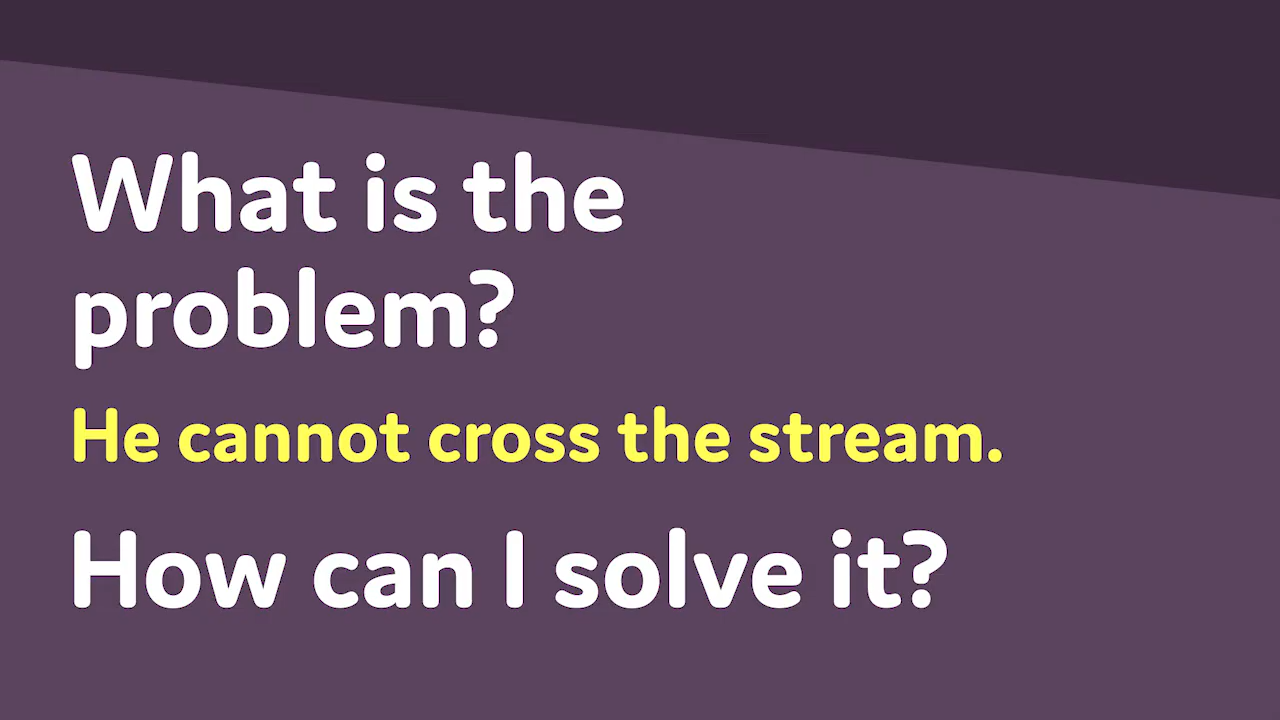 What is the
problem?
He cannot cross the stream.
How can I solve it?